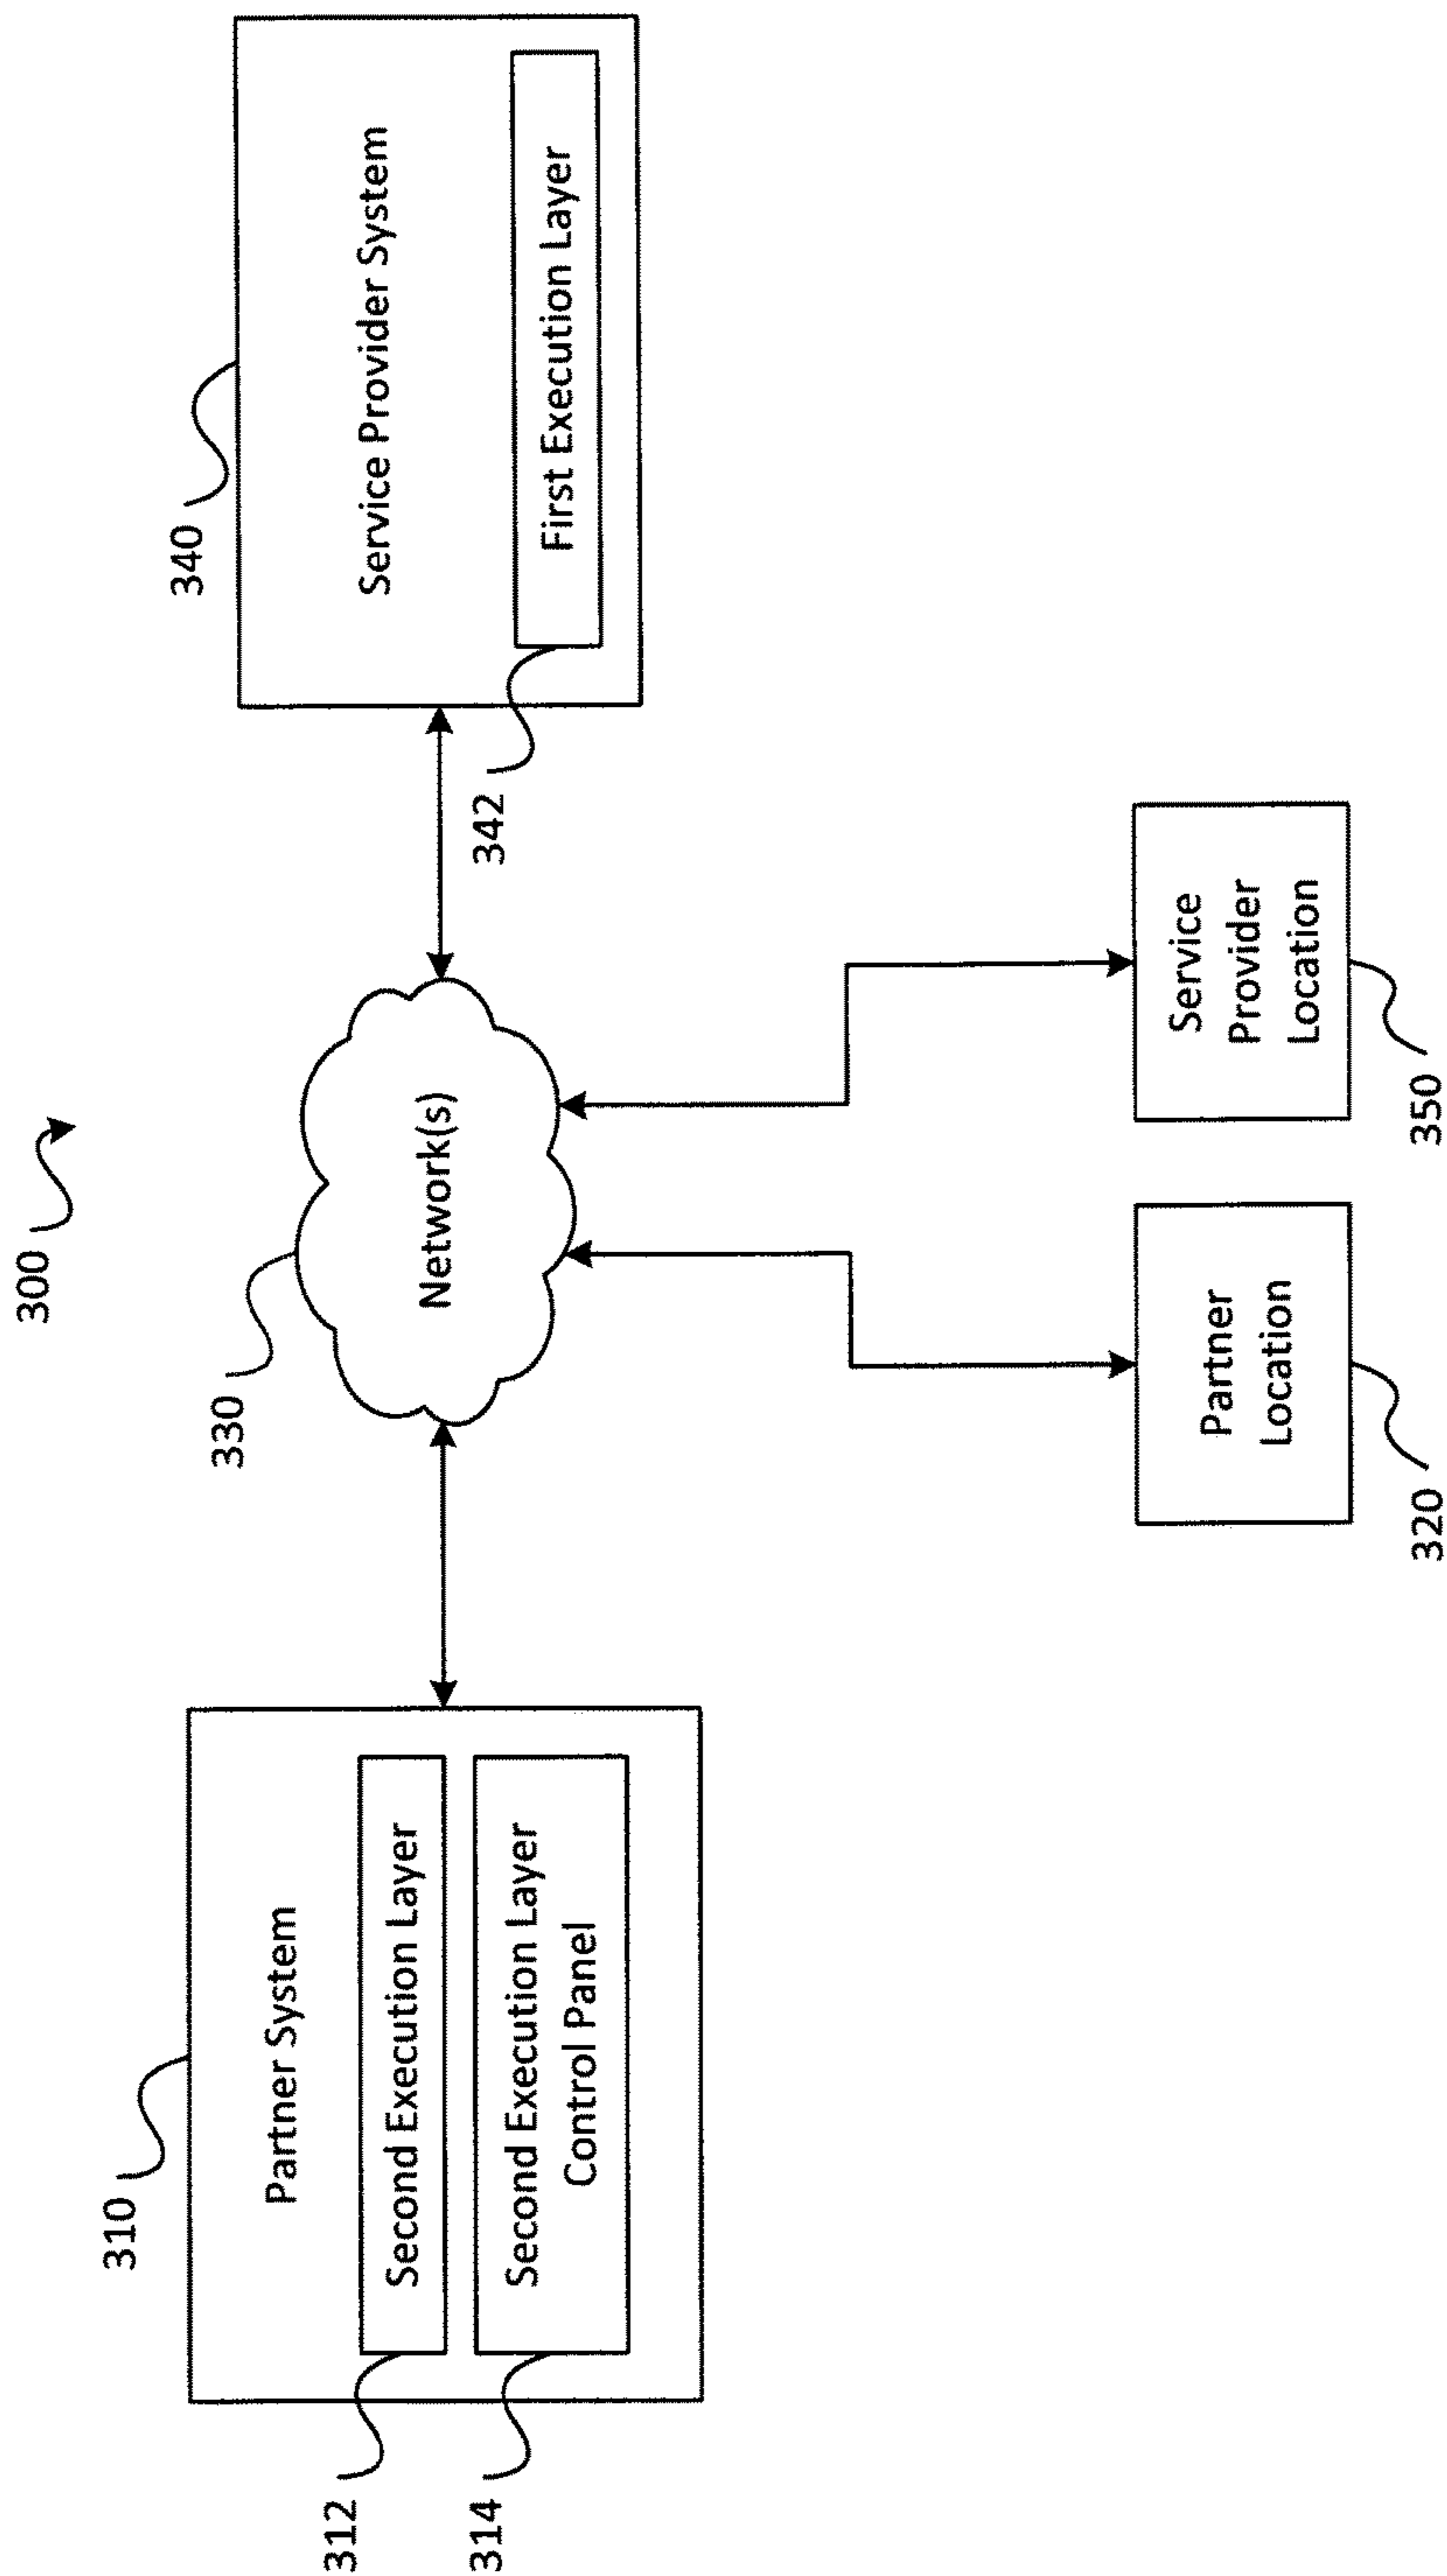 300
310
Partner System
312
Second Execution Layer
314
Second Execution Layer
Control Panel
330
Network(s)
340
Service Provider System
342
First Execution Layer
320
Partner
Location
350
Service
Provider
Location